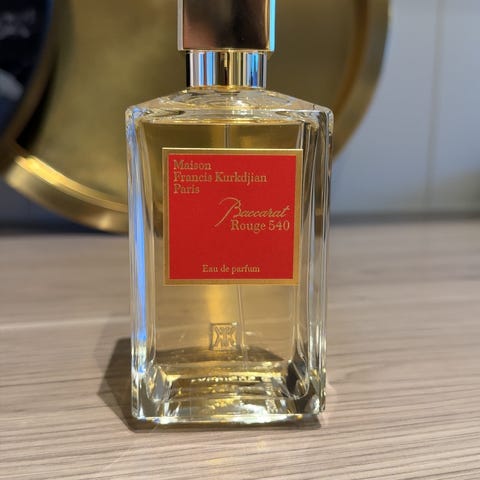 Maison
Francis Kurkdjian
Paris
Baccarat
Rouge 540
Eau de parfum